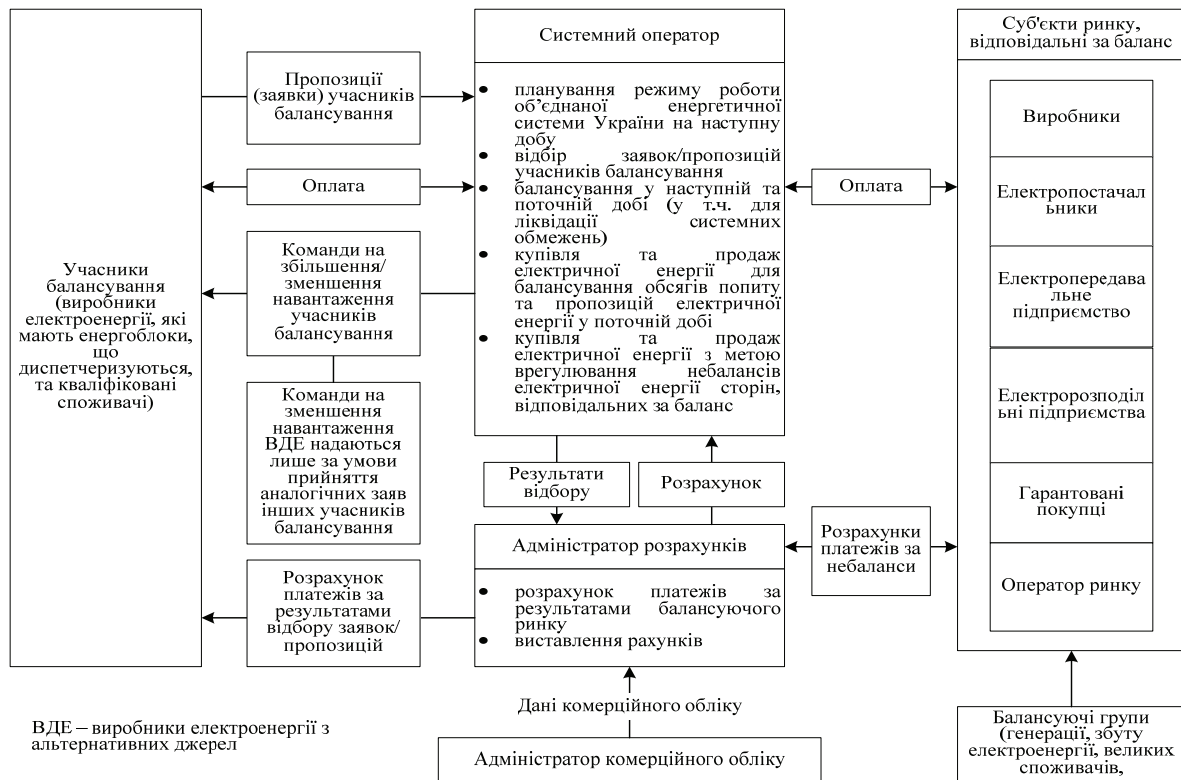 Учасники
балансування
(виробники
електроенергії, які
мають енергоблоки,
що
диспетчеризуються,
та кваліфіковані
споживачі)
Пропозиції
(заявки) учасників
балансування
Оплата
Команди на
збільшення/
зменшення
навантаження
учасників
балансування
Команди на
зменшення
навантаження
ВДЕ надаються
лише за умови
прийняття
аналогічних заяв
інших учасників
балансування
Розрахунок
платежів за
результатами
відбору заявок/
пропозицій
Системний оператор
• планування режиму роботи
об’єднаної енергетичної
системи України на наступну
добу
• відбір заявок/пропозицій
учасників балансування
• балансування у наступній та
поточній добі (у т.ч. для
ліквідації системних
обмежень)
• купівля та продаж
електричної енергії для
балансування обсягів попиту
та пропозицій електричної
енергії у поточній добі
• купівля та продаж
електричної енергії з метою
врегулювання небалансів
електричної енергії сторін,
відповідальних за баланс
Результати
відбору
Розрахунок
Адміністратор розрахунків
• розрахунок платежів за
результатами балансуючого
ринку
• виставлення рахунків
Дані комерційного обліку
Адміністратор комерційного обліку
Оплата
Розрахунки
платежів за
небаланси
Суб'єкти ринку,
відповідальні за баланс
Виробники
Електропостачал
ьники
Електропередава
льне
підприємство
Електророзподіл
ьні підприємства
Гарантовані
покупці
Оператор ринку
Балансуючі групи
(генерації, збуту
електроенергії, великих
споживачів,
ВДЕ – виробники електроенергії з
альтернативних джерел